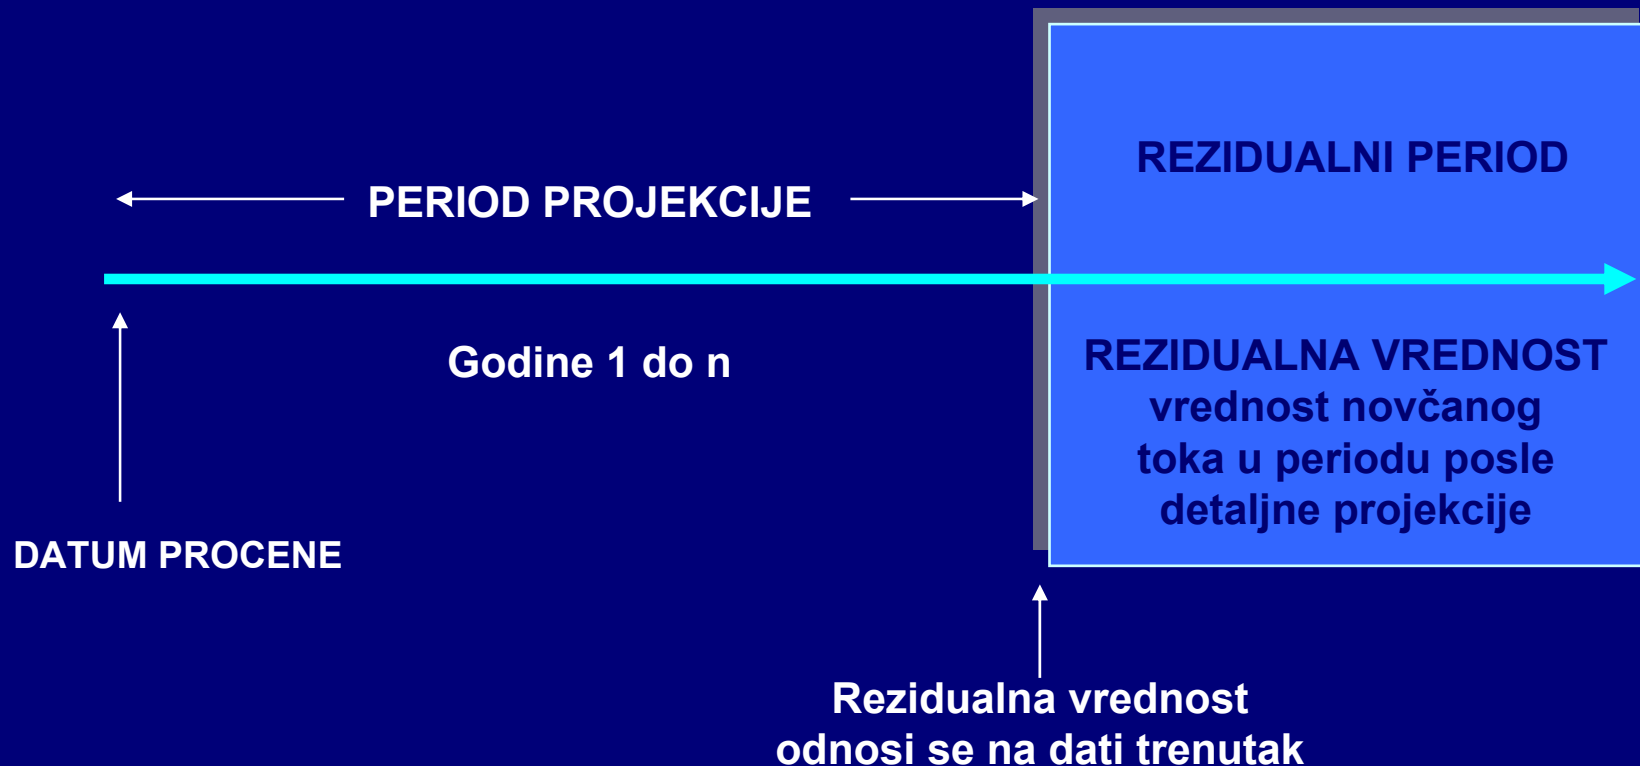 REZIDUALNI PERIOD
PERIOD PROJEKCIJE
Godine 1 do n
REZIDUALNA VREDNOST
vrednost novčanog
toka u periodu posle
detaljne projekcije
DATUM PROCENE
Rezidualna vrednost
odnosi se na dati trenutak